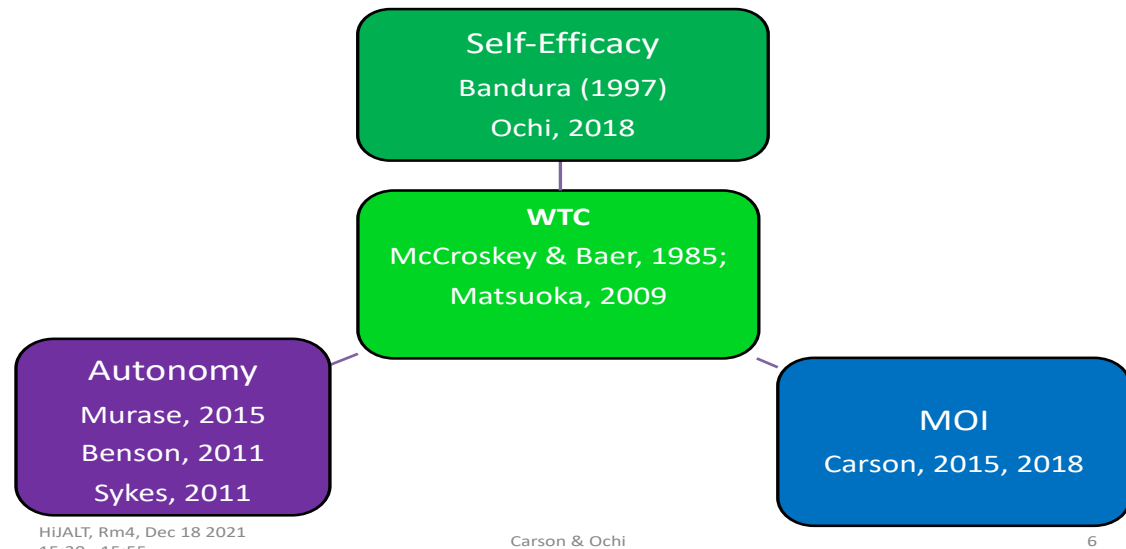 Self-Efficacy
Bandura (1997)
Ochi, 2018
WTC
McCroskey & Baer, 1985;
Matsuoka, 2009
Autonomy
Murase, 2015
Benson, 2011
Sykes, 2011
MOI
Carson, 2015, 2018
HiJALT, Rm4, Dec 18 2021
Carson & Ochi
6